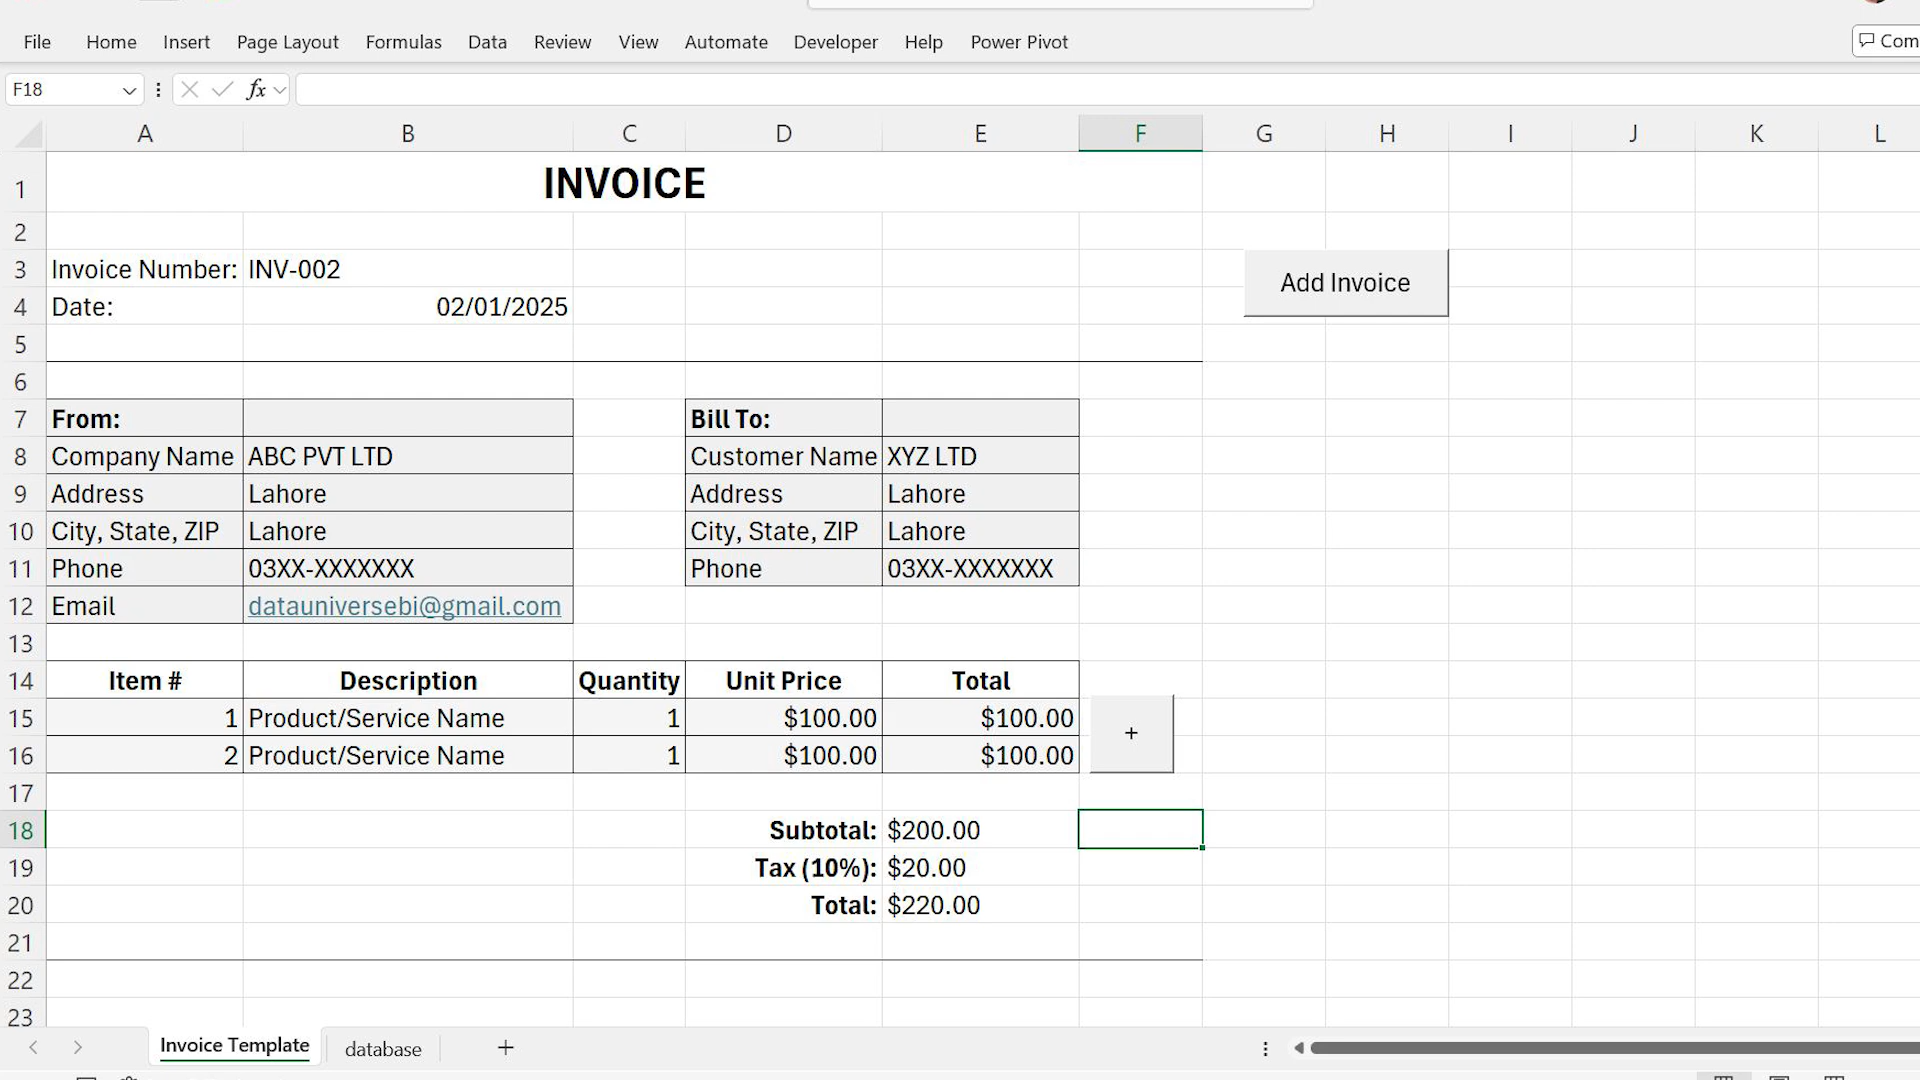 File Home Insert Page Layout Formulas Data Review View Automate Developer Help Power Pivot
F18 fx
A B C D E F G H I J K L
1 INVOICE
2
3 Invoice Number: INV-002
Add Invoice
4 Date: 02/01/2025
5
6
7 From: Bill To:
8 Company Name ABC PVT LTD Customer Name XYZ LTD
9 Address Lahore Address Lahore
10 City, State, ZIP Lahore City, State, ZIP Lahore
11 Phone 03XX-XXXXXXX Phone 03XX-XXXXXXX
12 Email datauniversebi@gmail.com
13
14 Item # Description Quantity Unit Price Total
15 1 Product/Service Name 1 $100.00 $100.00
+
16 2 Product/Service Name 1 $100.00 $100.00
17
18 Subtotal: $200.00
19 Tax (10%): $20.00
20 Total: $220.00
21
22
23
Invoice Template database +